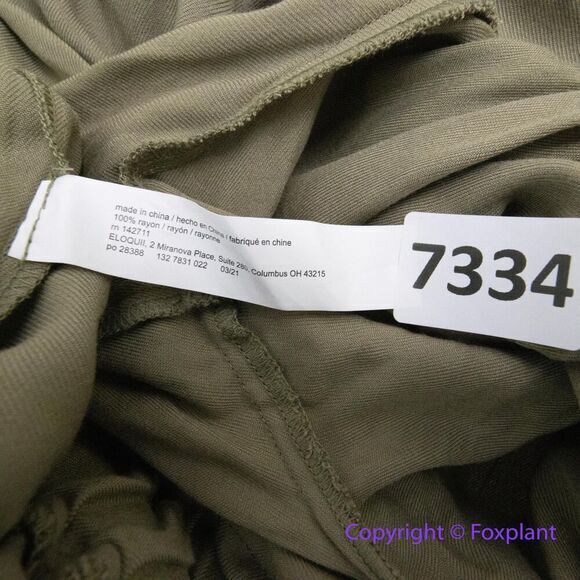 made in china / hecho en China / fabriqué en chine
100% rayon / rayón / rayonne
rn 142711
ELOQUII, 2 Miranova Place, Suite 280, Columbus OH 43215
po 28388 132 7831 022 03/21
7334
Copyright © Foxplant